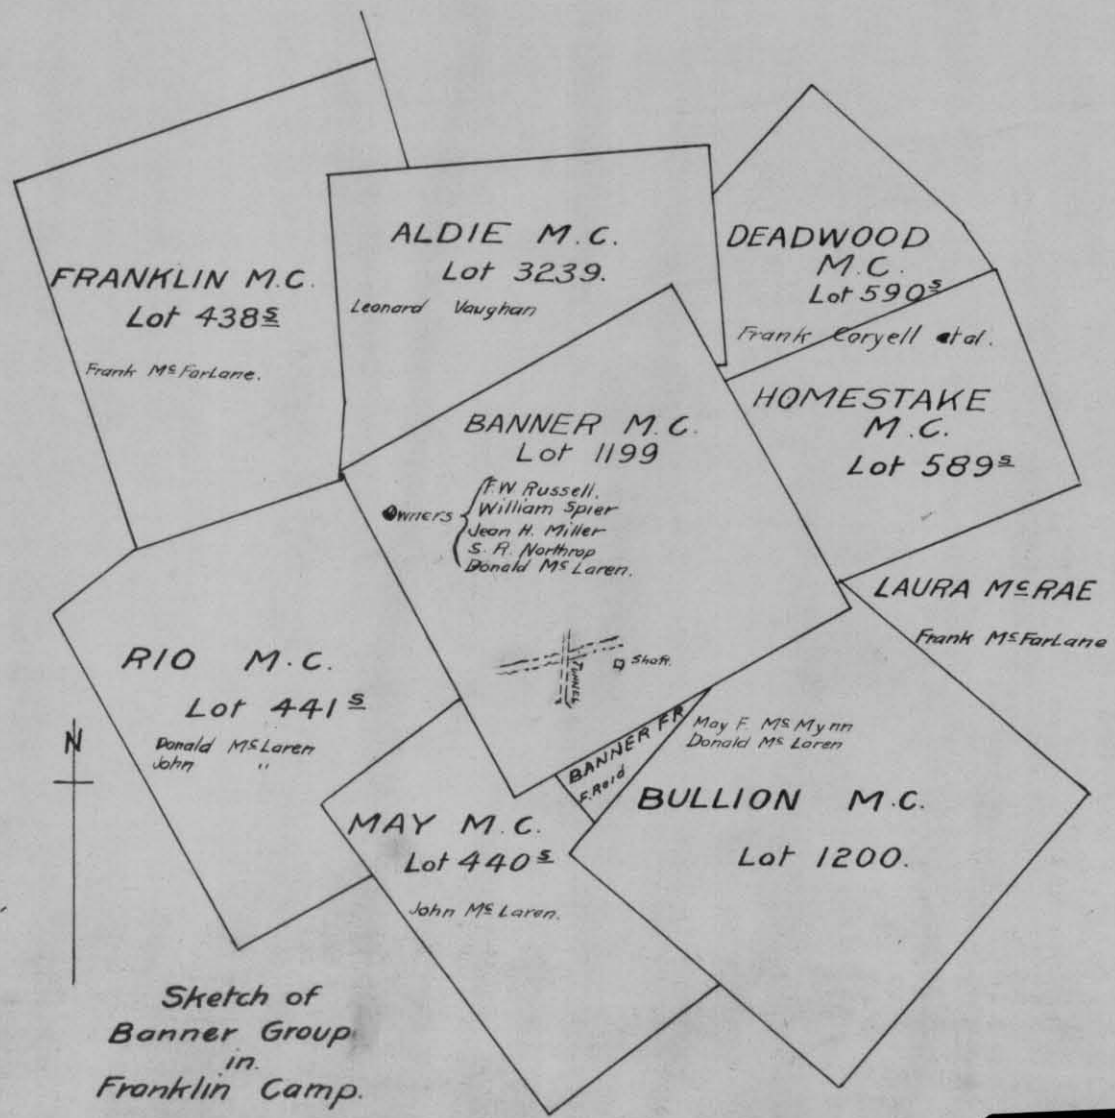 FRANKLIN M.C.
Lot 438ˢ
Frank McFarlane.
ALDIE M.C.
Lot 3239.
Leonard Vaughan
DEADWOOD
M.C.
Lot 590ˢ
Frank Coryell et al.
HOMESTAKE
M.C.
Lot 589ˢ
BANNER M.C.
Lot 1199
Owners
F.W Russell.
William Spier
Jean H. Miller
S. R. Northrop
Donald McLaren.
TUNNEL
Shaft.
LAURA McRAE
Frank McFarLane
RIO M.C.
Lot 441ˢ
Donald McLaren
John "
N
BANNER FR
F. Reid
May F. McMynn
Donald McLaren
BULLION M.C.
Lot 1200.
MAY M.C.
Lot 440ˢ
John McLaren.
Sketch of
Banner Group
in.
Franklin Camp.